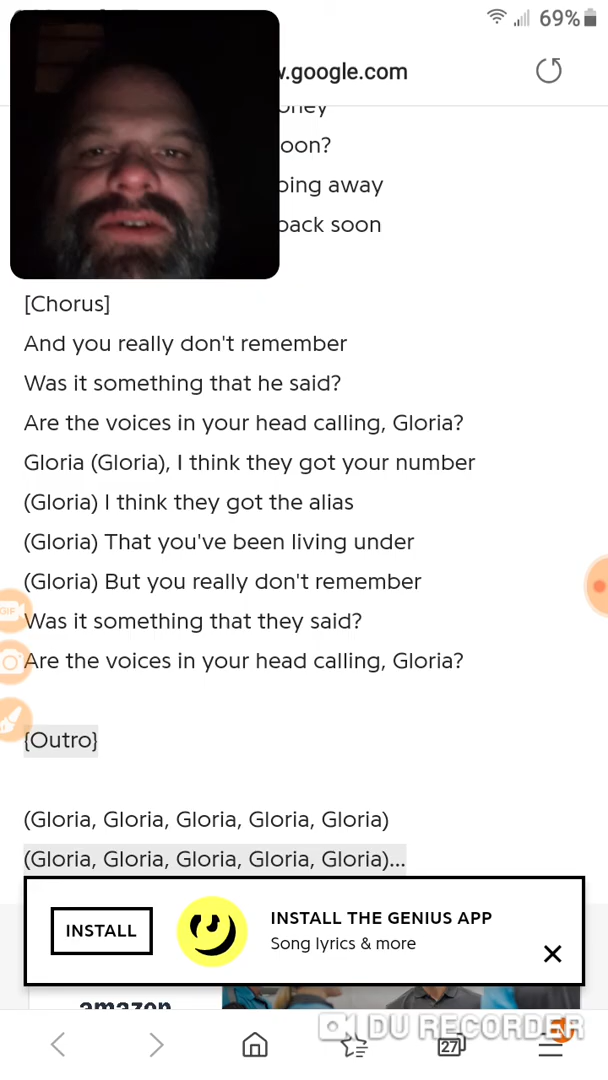 69%
.google.com
oon?
oing away
back soon
[Chorus]
And you really don't remember
Was it something that he said?
Are the voices in your head calling, Gloria?
Gloria (Gloria), I think they got your number
(Gloria) I think they got the alias
(Gloria) That you've been living under
(Gloria) But you really don't remember
Was it something that they said?
Are the voices in your head calling, Gloria?
{Outro}
(Gloria, Gloria, Gloria, Gloria, Gloria)
(Gloria, Gloria, Gloria, Gloria, Gloria)...
INSTALL
INSTALL THE GENIUS APP
Song lyrics & more
amazon
DU RECORDER
27
N
GIF